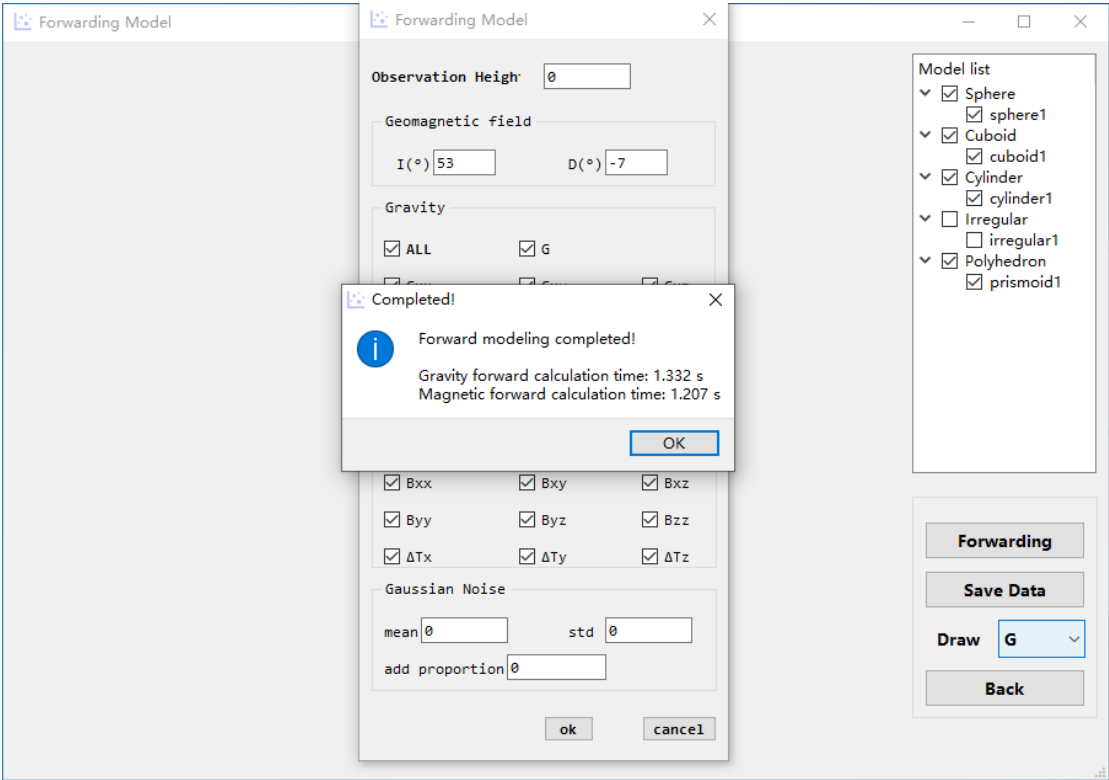 Forwarding Model
Forwarding Model
Observation Heigh
0
Geomagnetic field
I(°) 53 D(°) -7
Gravity
ALL G
Completed!
Forward modeling completed!
Gravity forward calculation time: 1.332 s
Magnetic forward calculation time: 1.207 s
OK
Bxx Bxy Bxz
Byy Byz Bzz
ΔTx ΔTy ΔTz
Gaussian Noise
mean 0 std 0
add proportion 0
ok cancel
Model list
Sphere
sphere1
Cuboid
cuboid1
Cylinder
cylinder1
Irregular
irregular1
Polyhedron
prismoid1
Forwarding
Save Data
Draw G
Back